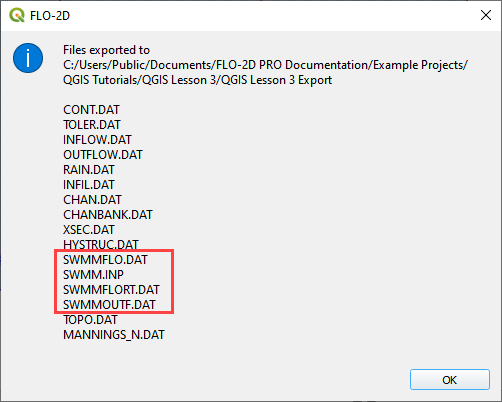 FLO-2D
Files exported to
C:/Users/Public/Documents/FLO-2D PRO Documentation/Example Projects/
QGIS Tutorials/QGIS Lesson 3/QGIS Lesson 3 Export
CONT.DAT
TOLER.DAT
INFLOW.DAT
OUTFLOW.DAT
RAIN.DAT
INFIL.DAT
CHAN.DAT
CHANBANK.DAT
XSEC.DAT
HYSTRUC.DAT
SWMMFLO.DAT
SWMM.INP
SWMMFLORT.DAT
SWMMOUTF.DAT
TOPO.DAT
MANNINGS_N.DAT
OK